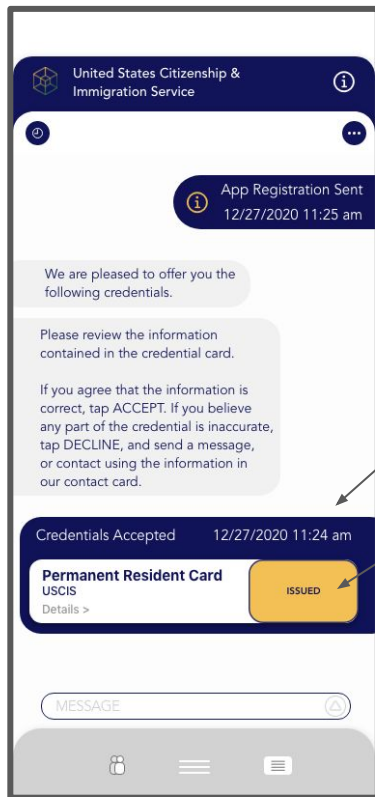 United States Citizenship &
Immigration Service
App Registration Sent
12/27/2020 11:25 am
We are pleased to offer you the
following credentials.
Please review the information
contained in the credential card.
If you agree that the information is
correct, tap ACCEPT. If you believe
any part of the credential is inaccurate,
tap DECLINE, and send a message,
or contact using the information in
our contact card.
Credentials Accepted 12/27/2020 11:24 am
Permanent Resident Card
USCIS
Details >
ISSUED
MESSAGE